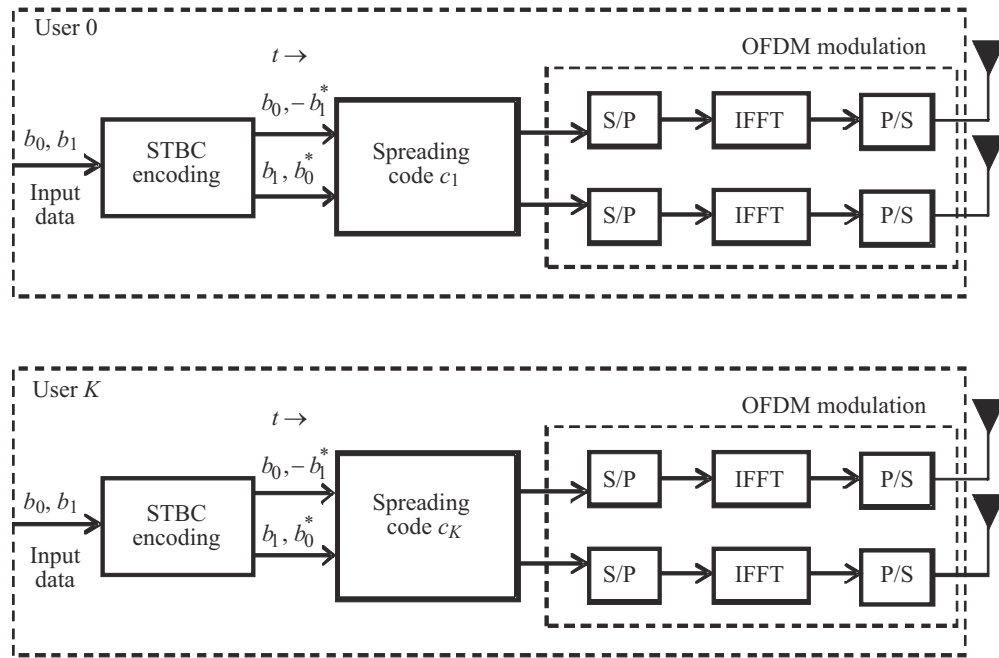 User 0
t →
OFDM modulation
b₀, −b₁*
b₀, b₁
Input
data
STBC
encoding
b₁, b₀*
Spreading
code c₁
S/P
IFFT
P/S
S/P
IFFT
P/S
User K
t →
OFDM modulation
b₀, −b₁*
b₀, b₁
Input
data
STBC
encoding
b₁, b₀*
Spreading
code c_K
S/P
IFFT
P/S
S/P
IFFT
P/S